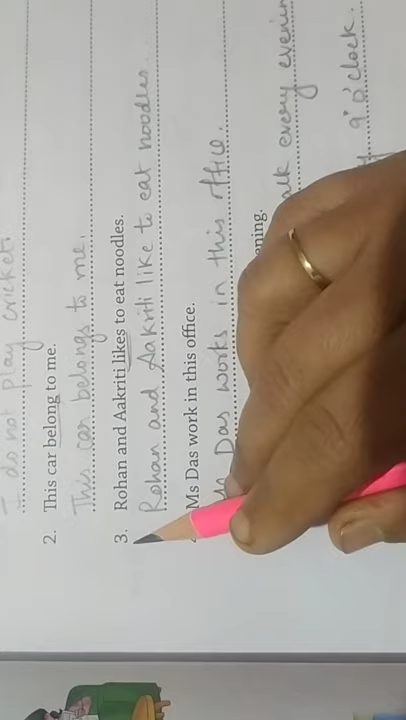 I do not play cricket
2. This car belong to me.
This car belongs to me.
3. Rohan and Aakriti likes to eat noodles.
Rohan and Aakriti like to eat noodles.
Ms Das work in this office.
Das works in this office.
ening.
every evenin
9 o'clock.